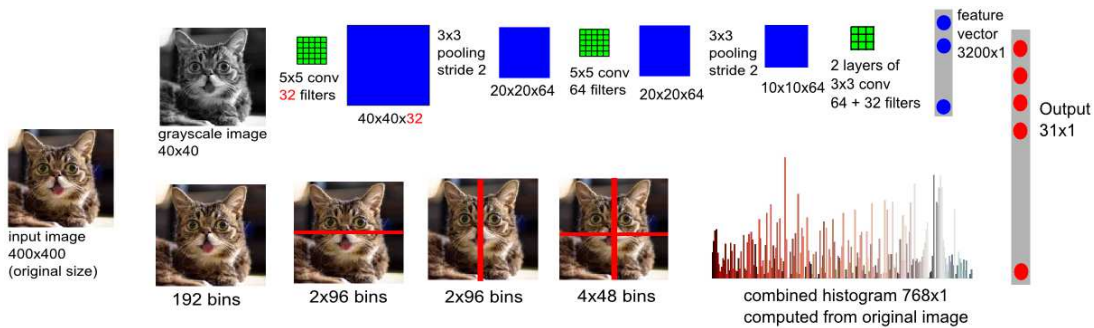 input image
400x400
(original size)
grayscale image
40x40
5x5 conv
32 filters
40x40x32
3x3
pooling
stride 2
20x20x64
5x5 conv
64 filters
20x20x64
3x3
pooling
stride 2
10x10x64
2 layers of
3x3 conv
64 + 32 filters
feature
vector
3200x1
Output
31x1
192 bins
2x96 bins
2x96 bins
4x48 bins
combined histogram 768x1
computed from original image